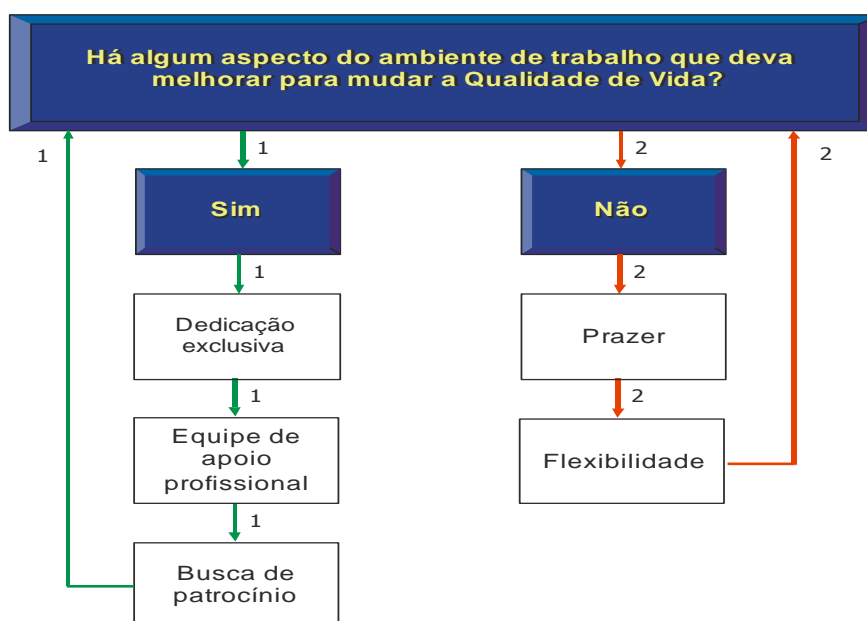 Há algum aspecto do ambiente de trabalho que deva
melhorar para mudar a Qualidade de Vida?
1
1
2
2
Sim
Não
1
2
Dedicação
exclusiva
Prazer
1
2
Equipe de
apoio
profissional
Flexibilidade
1
Busca de
patrocínio